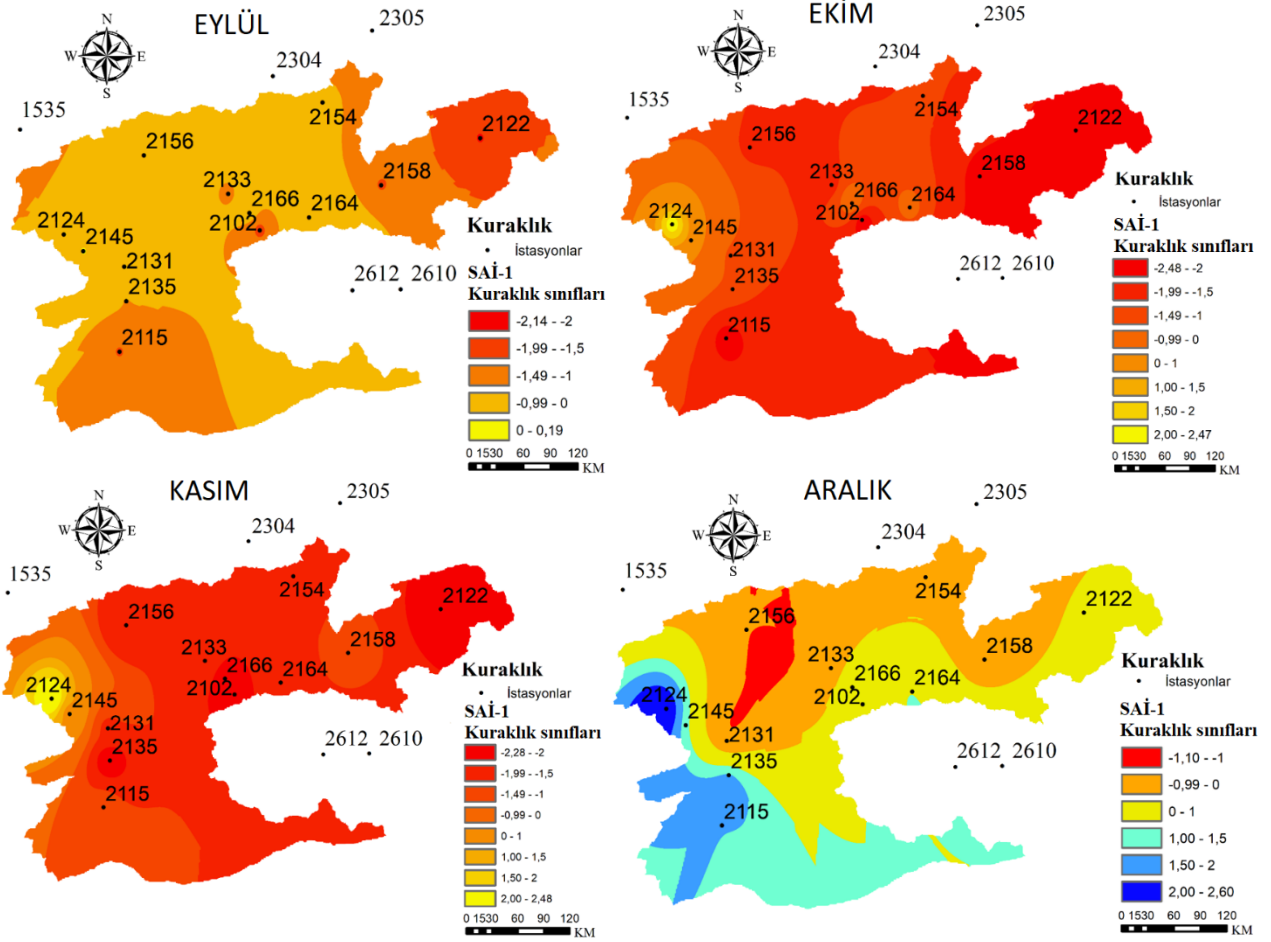 EYLÜL
N
W
E
S
2305
2304
1535
2154
2122
2156
2158
2133
2166
2164
2102
2124
2145
2131
2135
2115
2612 2610
Kuraklık
İstasyonlar
SAİ-1
Kuraklık sınıfları
-2,14 - -2
-1,99 - -1,5
-1,49 - -1
-0,99 - 0
0 - 0,19
0 1530 60 90 120
KM
EKİM
N
W
E
S
2305
2304
1535
2154
2122
2156
2158
2133
2166
2164
2102
2124
2145
2131
2135
2115
2612 2610
Kuraklık
İstasyonlar
SAİ-1
Kuraklık sınıfları
-2,48 - -2
-1,99 - -1,5
-1,49 - -1
-0,99 - 0
0 - 1
1,00 - 1,5
1,50 - 2
2,00 - 2,47
0 1530 60 90 120
KM
KASIM
N
W
E
S
2305
2304
1535
2154
2122
2156
2158
2133
2166
2164
2102
2124
2145
2131
2135
2115
2612 2610
Kuraklık
İstasyonlar
SAİ-1
Kuraklık sınıfları
-2,28 - -2
-1,99 - -1,5
-1,49 - -1
-0,99 - 0
0 - 1
1,00 - 1,5
1,50 - 2
2,00 - 2,48
0 1530 60 90 120
KM
ARALIK
N
W
E
S
2305
2304
1535
2154
2122
2156
2158
2133
2166
2164
2102
2124
2145
2131
2135
2115
2612 2610
Kuraklık
İstasyonlar
SAİ-1
Kuraklık sınıfları
-1,10 - -1
-0,99 - 0
0 - 1
1,00 - 1,5
1,50 - 2
2,00 - 2,60
0 1530 60 90 120
KM